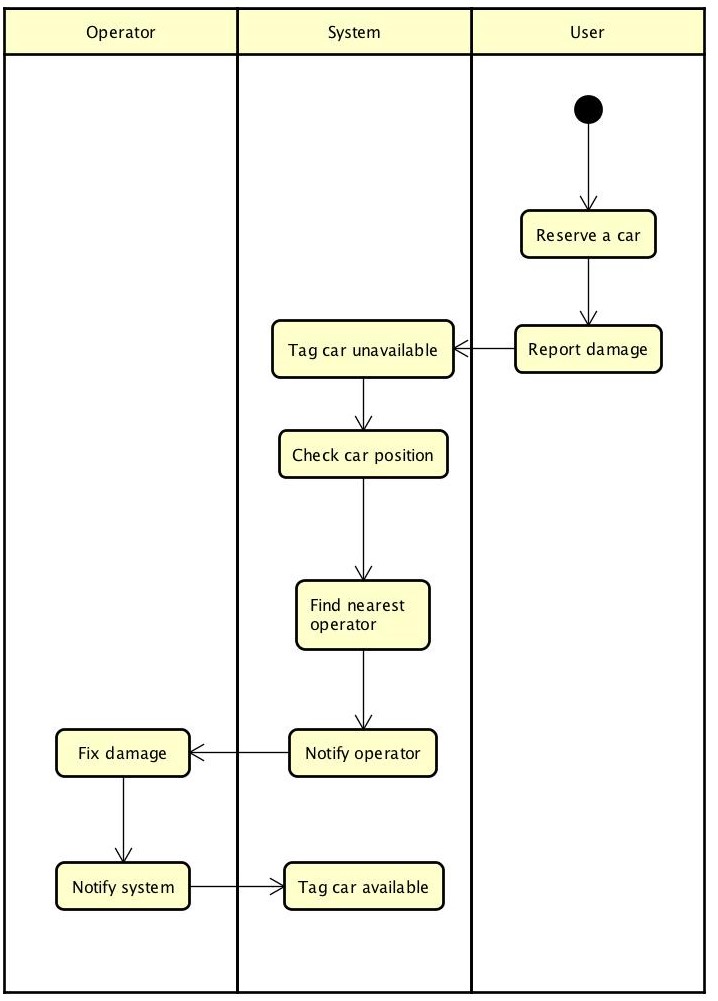 Operator
System
User
Reserve a car
Tag car unavailable
Report damage
Check car position
Find nearest
operator
Fix damage
Notify operator
Notify system
Tag car available